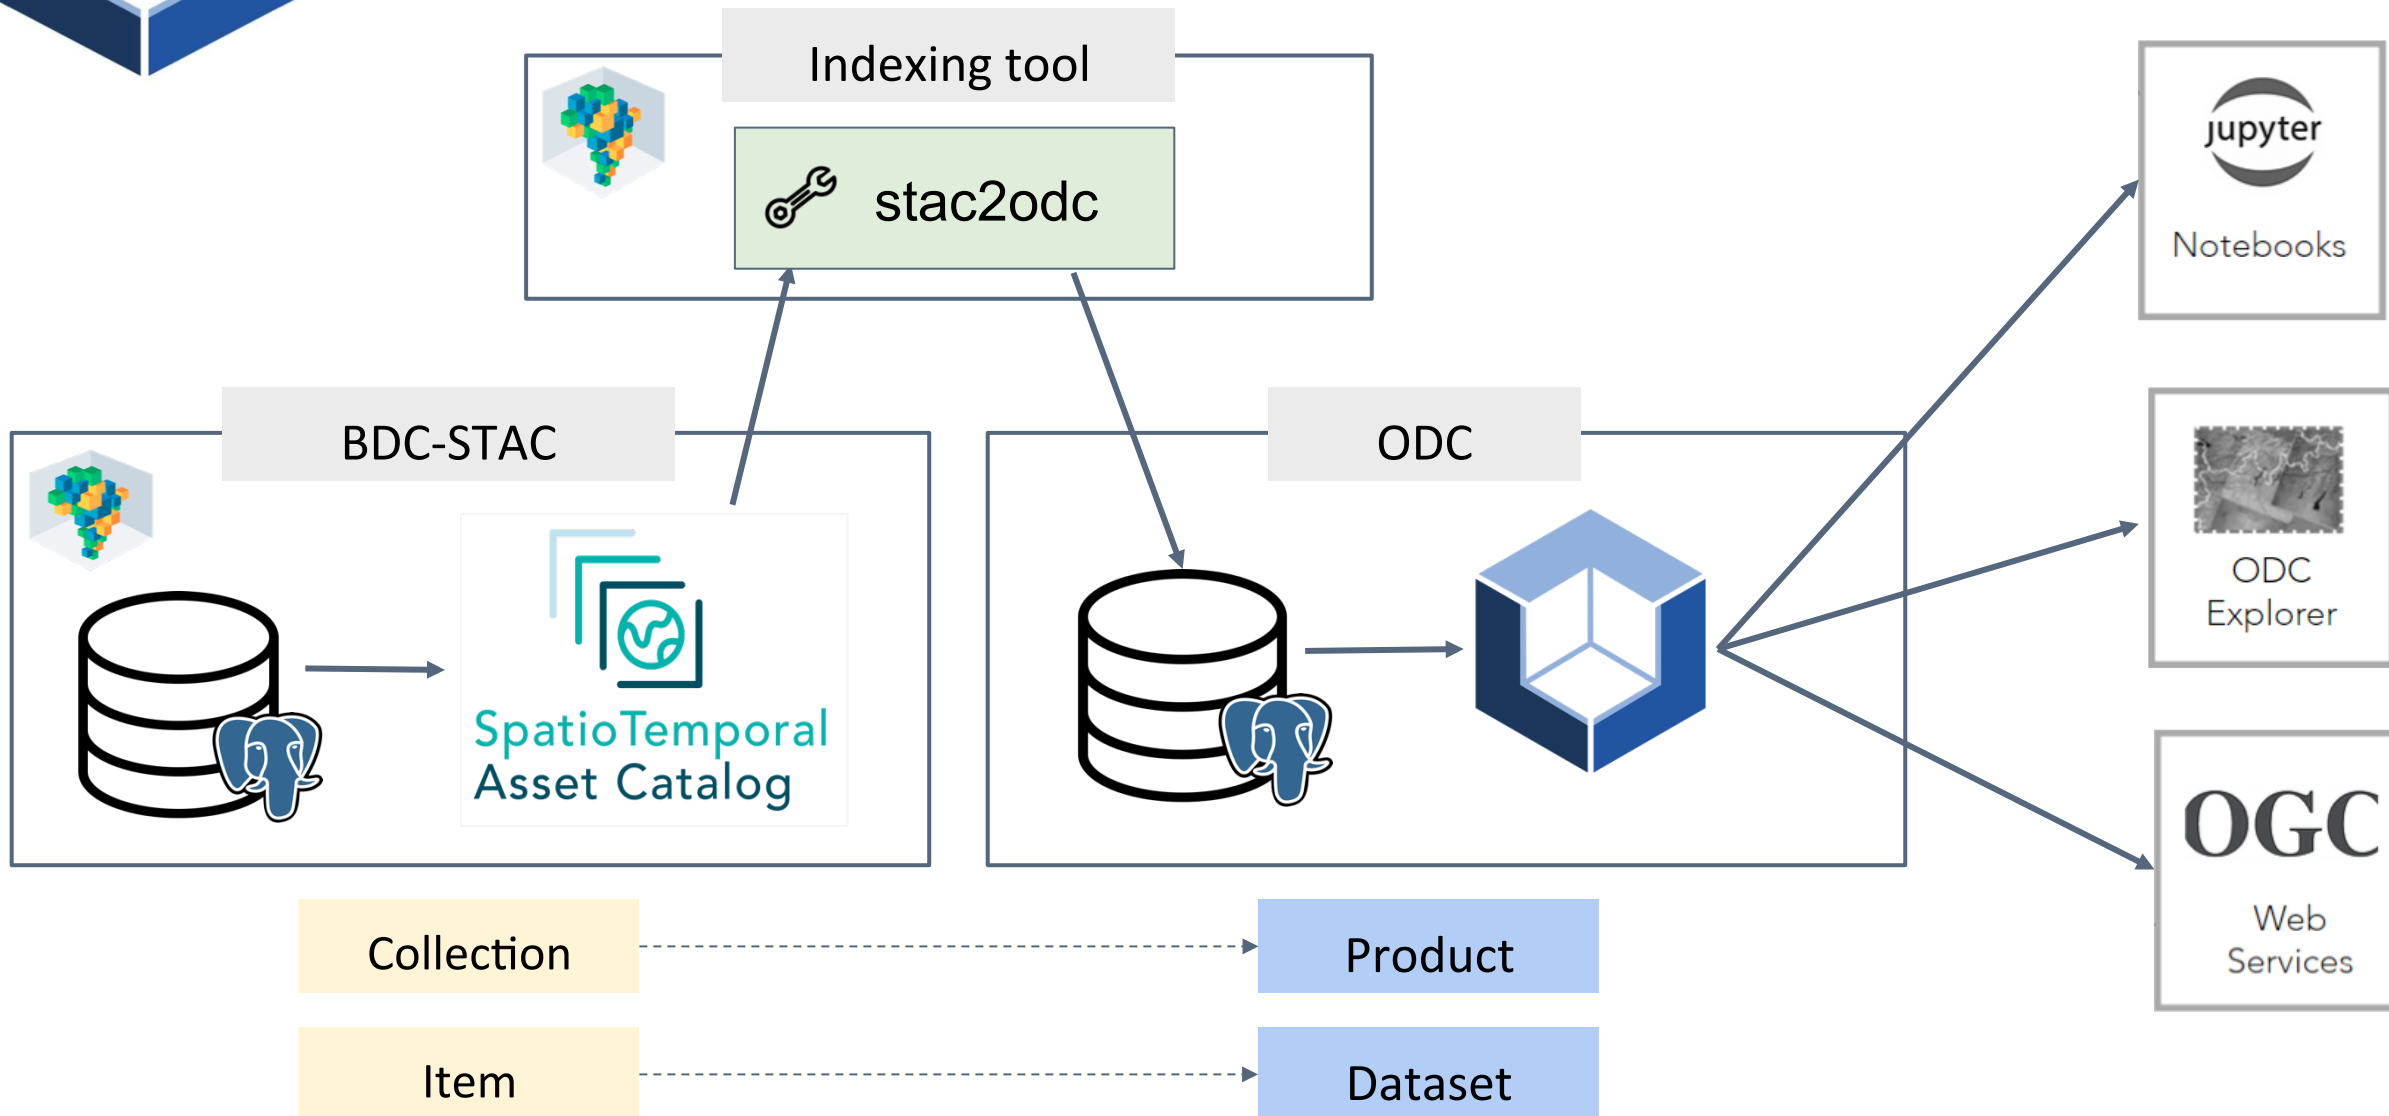 Indexing tool
stac2odc
jupyter
Notebooks
BDC-STAC
ODC
SpatioTemporal
Asset Catalog
ODC
Explorer
OGC
Web
Services
Collection
Product
Item
Dataset